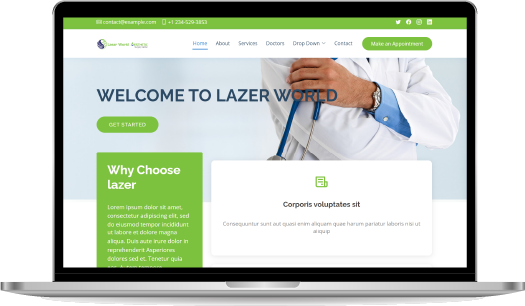 contact@example.com +1 234-529-5853
Lazer World
Home About Services Doctors Drop Down Contact Make an Appointment
WELCOME TO LAZER WORLD
GET STARTED
Why Choose
lazer
Lorem ipsum dolor sit amet,
consectetur adipiscing elit, sed
do eiusmod tempor incididunt
ut labore et dolore magna
aliqua. Duis aute irure dolor in
reprehenderit Asperiores
dolores sed et. Tenetur quia
Corporis voluptates sit
Consequuntur sunt aut quasi enim aliquam quae harum pariatur laboris nisi ut
aliquip